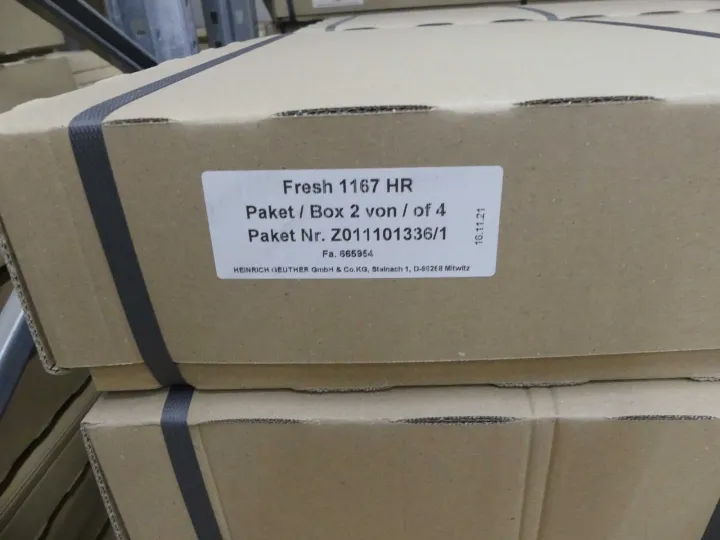 Fresh 1167 HR
Paket / Box 2 von / of 4
Paket Nr. Z011101336/1
Fa. 665954
HEINRICH GEUTHER GmbH & Co.KG, Steinach 1, D-96268 Mitwitz
16.11.21